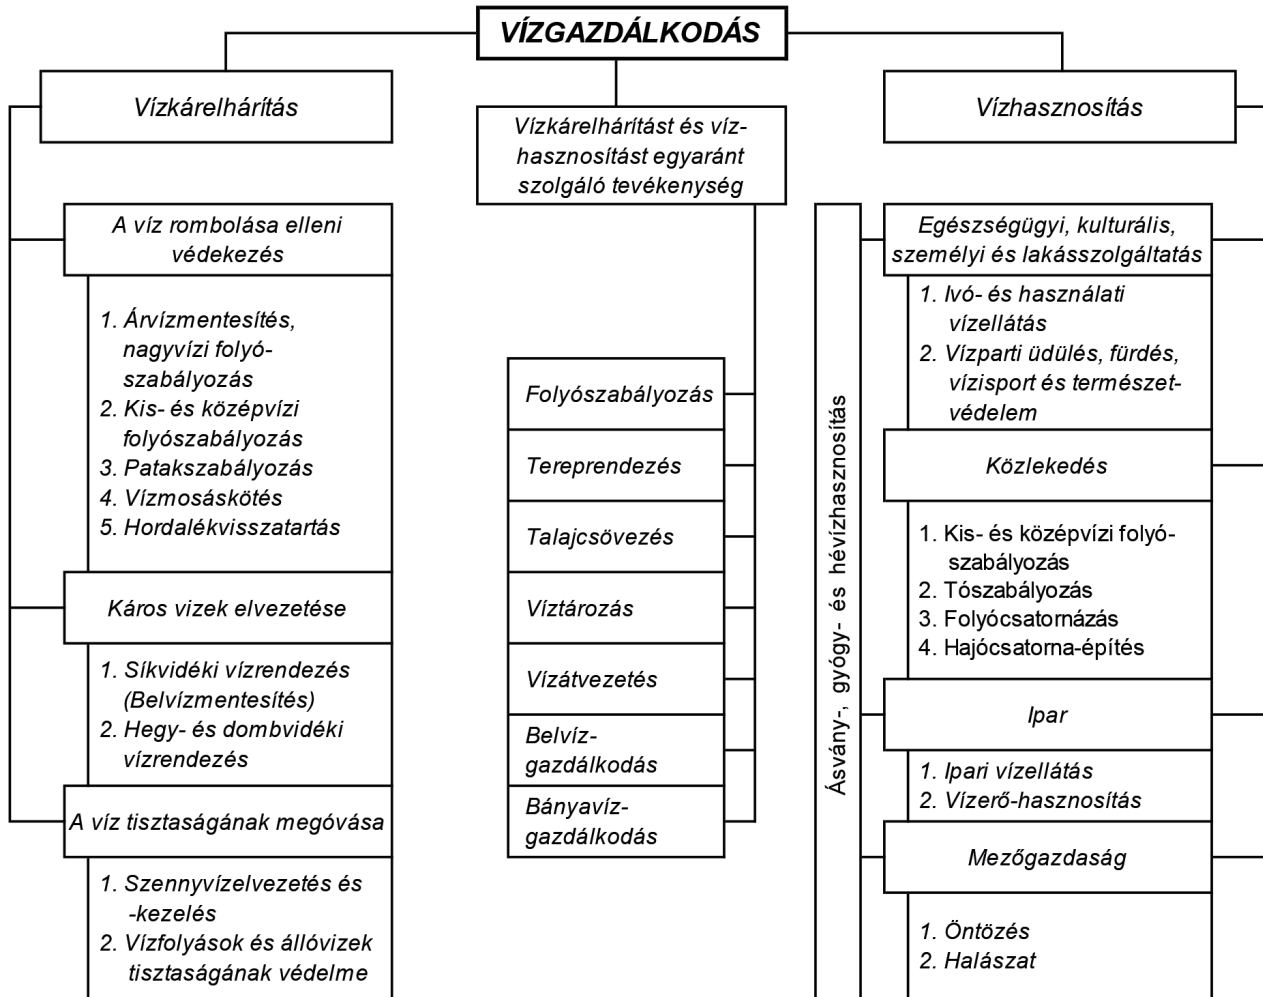 VÍZGAZDÁLKODÁS
Vízkárelhárítás
A víz rombolása elleni
védekezés
1. Árvízmentesítés,
nagyvízi folyó-
szabályozás
2. Kis- és középvízi
folyószabályozás
3. Patakszabályozás
4. Vízmosáskötés
5. Hordalékvisszatartás
Káros vizek elvezetése
1. Síkvidéki vízrendezés
(Belvízmentesítés)
2. Hegy- és dombvidéki
vízrendezés
A víz tisztaságának megóvása
1. Szennyvízelvezetés és
-kezelés
2. Vízfolyások és állóvizek
tisztaságának védelme
Vízkárelhárítást és víz-
hasznosítást egyaránt
szolgáló tevékenység
Folyószabályozás
Tereprendezés
Talajcsövezés
Víztározás
Vízátvezetés
Belvíz-
gazdálkodás
Bányavíz-
gazdálkodás
Vízhasznosítás
Ásvány-, gyógy- és hévízhasznosítás
Egészségügyi, kulturális,
személyi és lakásszolgáltatás
1. Ivó- és használati
vízellátás
2. Vízparti üdülés, fürdés,
vízisport és természet-
védelem
Közlekedés
1. Kis- és középvízi folyó-
szabályozás
2. Tószabályozás
3. Folyócsatornázás
4. Hajócsatorna-építés
Ipar
1. Ipari vízellátás
2. Vízerő-hasznosítás
Mezőgazdaság
1. Öntözés
2. Halászat